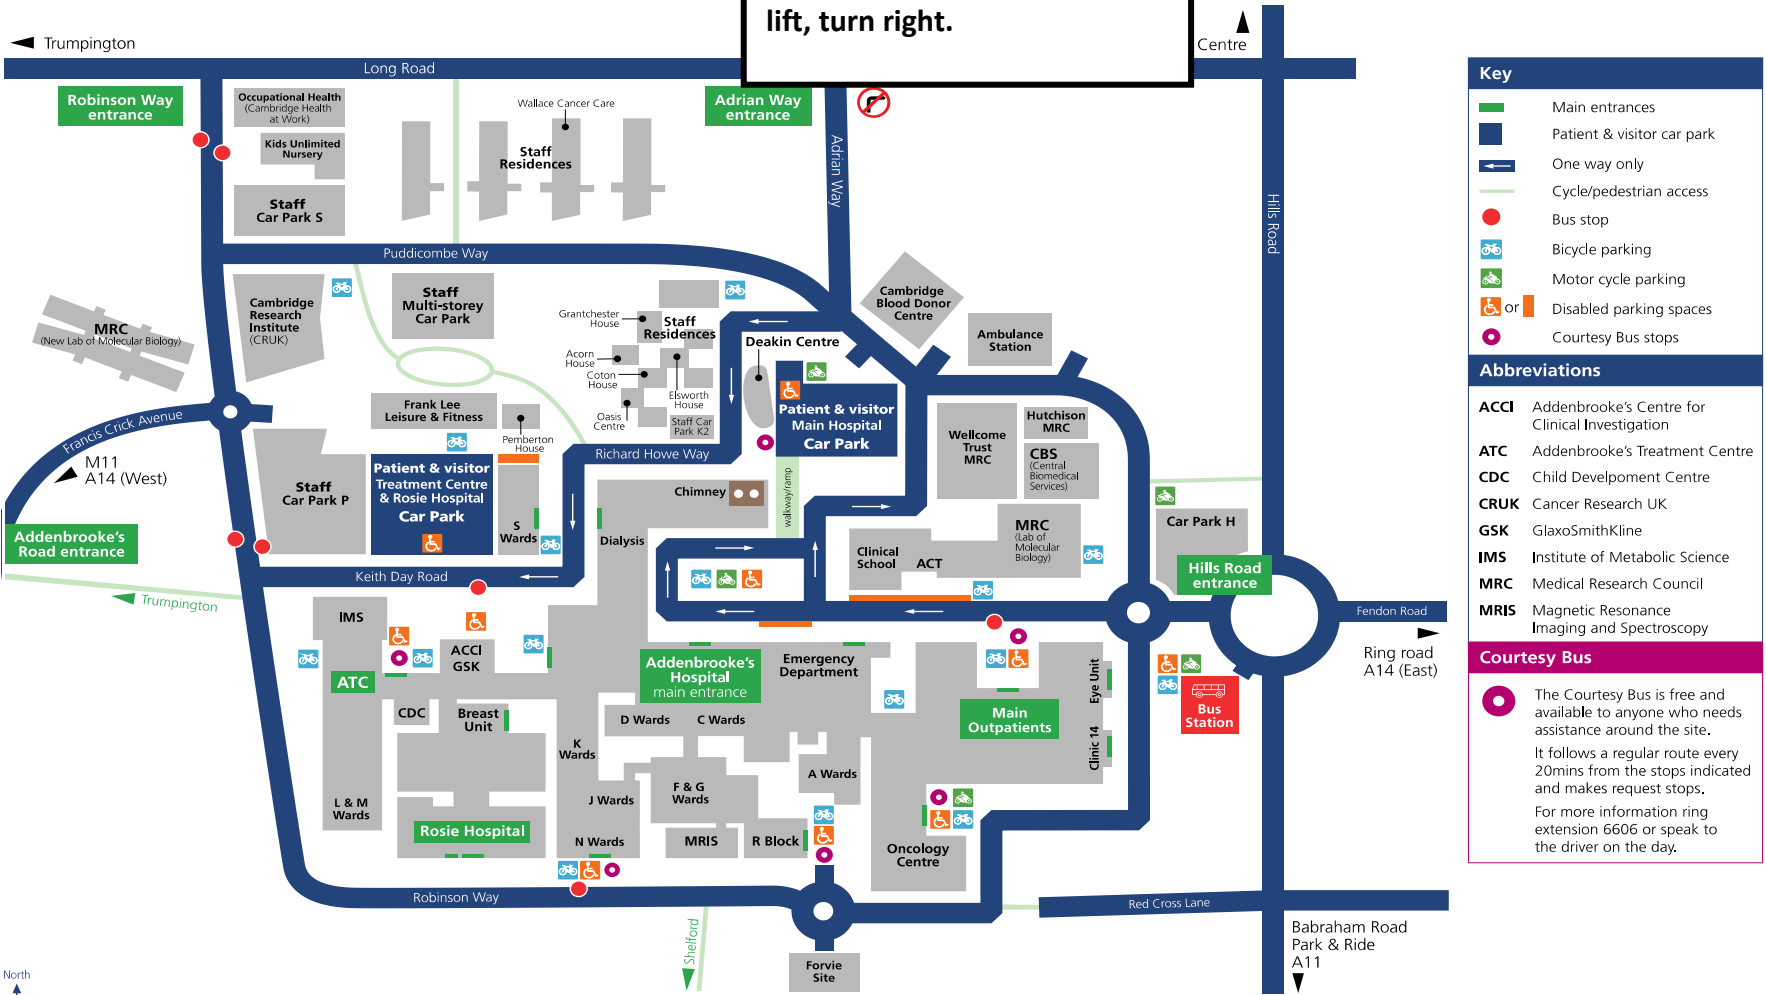 lift, turn right.
Trumpington
Centre
Long Road
Robinson Way
entrance
Occupational Health
(Cambridge Health
at Work)
Kids Unlimited
Nursery
Staff
Car Park S
Wallace Cancer Care
Staff
Residences
Adrian Way
entrance
Adrian Way
Hills Road
Puddicombe Way
MRC
(New Lab of Molecular Biology)
Cambridge
Research
Institute
(CRUK)
Staff
Multi-storey
Car Park
Grantchester
House
Staff
Residences
Acorn
House
Coton
House
Elsworth
House
Oasis
Centre
Staff Car
Park K2
Deakin Centre
Cambridge
Blood Donor
Centre
Ambulance
Station
Patient & visitor
Main Hospital
Car Park
Frank Lee
Leisure & Fitness
Pemberton
House
Richard Howe Way
Francis Crick Avenue
M11
A14 (West)
Addenbrooke's
Road entrance
Trumpington
Staff
Car Park P
Patient & visitor
Treatment Centre
& Rosie Hospital
Car Park
S
Wards
Chimney
walkway/ramp
Dialysis
Wellcome
Trust
MRC
Hutchison
MRC
CBS
(Central
Biomedical
Services)
MRC
(Lab of
Molecular
Biology)
Clinical
School
ACT
Car Park H
Hills Road
entrance
Fendon Road
Ring road
A14 (East)
Keith Day Road
IMS
ACCI
GSK
ATC
CDC
Breast
Unit
L & M
Wards
Rosie Hospital
K
Wards
J Wards
N Wards
Addenbrooke's
Hospital
main entrance
Emergency
Department
D Wards
C Wards
F & G
Wards
A Wards
MRIS
R Block
Main
Outpatients
Eye Unit
Clinic 14
Oncology
Centre
Bus
Station
Robinson Way
Shelford
Forvie
Site
Red Cross Lane
Babraham Road
Park & Ride
A11
North
Key
Main entrances
Patient & visitor car park
One way only
Cycle/pedestrian access
Bus stop
Bicycle parking
Motor cycle parking
or Disabled parking spaces
Courtesy Bus stops
Abbreviations
ACCI Addenbrooke's Centre for
Clinical Investigation
ATC Addenbrooke's Treatment Centre
CDC Child Develpoment Centre
CRUK Cancer Research UK
GSK GlaxoSmithKline
IMS Institute of Metabolic Science
MRC Medical Research Council
MRIS Magnetic Resonance
Imaging and Spectroscopy
Courtesy Bus
The Courtesy Bus is free and
available to anyone who needs
assistance around the site.
It follows a regular route every
20mins from the stops indicated
and makes request stops.
For more information ring
extension 6606 or speak to
the driver on the day.